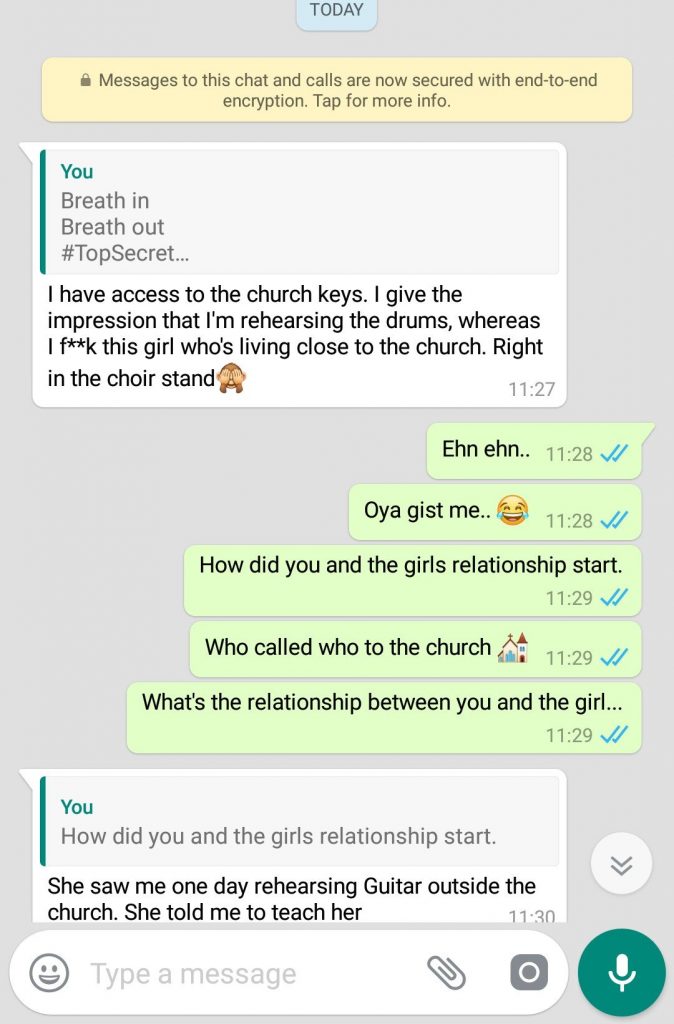 TODAY
Messages to this chat and calls are now secured with end-to-end
encryption. Tap for more info.
You
Breath in
Breath out
#TopSecret...
I have access to the church keys. I give the
impression that I'm rehearsing the drums, whereas
I f**k this girl who's living close to the church. Right
in the choir stand🙈
11:27
Ehn ehn.. 11:28
Oya gist me.. 😂 11:28
How did you and the girls relationship start.
11:29
Who called who to the church ⛪ 11:29
What's the relationship between you and the girl...
11:29
You
How did you and the girls relationship start.
She saw me one day rehearsing Guitar outside the
church. She told me to teach her 11:30
Type a message